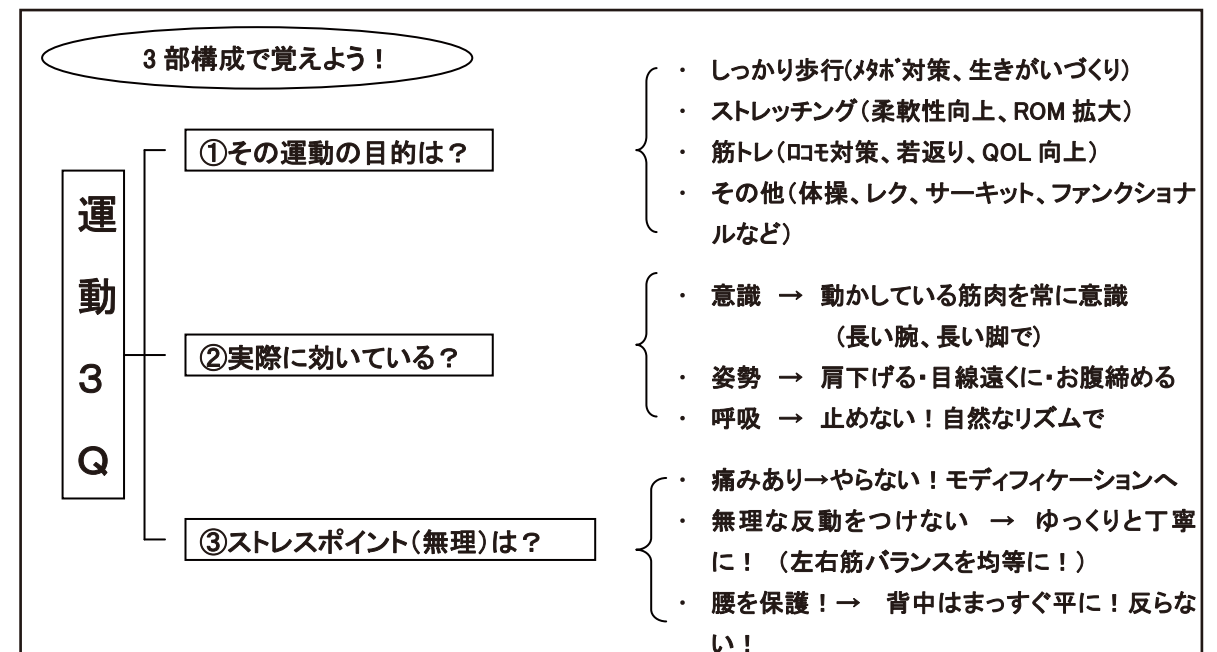 3部構成で覚えよう！
運動３Ｑ
①その運動の目的は？
・ しっかり歩行(ﾒﾀﾎﾞ対策、生きがいづくり)
・ ストレッチング（柔軟性向上、ROM 拡大）
・ 筋トレ（ﾛｺﾓ対策、若返り、QOL 向上）
・ その他（体操、レク、サーキット、ファンクショナ
ルなど）
②実際に効いている？
・ 意識 → 動かしている筋肉を常に意識
（長い腕、長い脚で）
・ 姿勢 → 肩下げる・目線遠くに・お腹締める
・ 呼吸 → 止めない！自然なリズムで
③ストレスポイント（無理）は？
・ 痛みあり→やらない！モディフィケーションへ
・ 無理な反動をつけない → ゆっくりと丁寧
に！ （左右筋バランスを均等に！）
・ 腰を保護！→ 背中はまっすぐ平に！反らな
い！